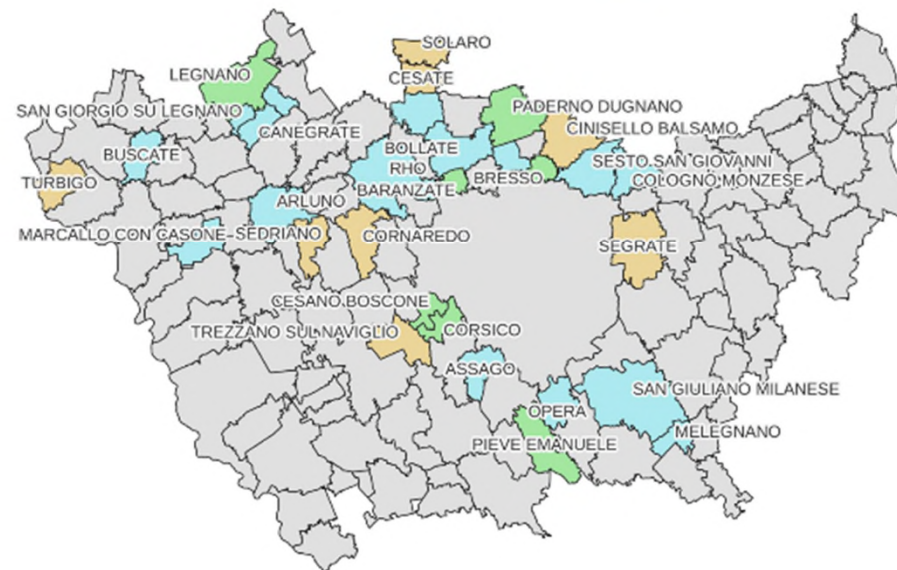 SOLARO
LEGNANO
CESATE
PADERNO DUGNANO
SAN GIORGIO SU LEGNANO
CANEGRATE
CINISELLO BALSAMO
BUSCATE
BOLLATE
SESTO SAN GIOVANNI
RHO
BRESSO
COLOGNO MONZESE
TURBIGO
BARANZATE
ARLUNO
MARCALLO CON CASONE
SEDRIANO
CORNAREDO
SEGRATE
CESANO BOSCONE
TREZZANO SUL NAVIGLIO
CORSICO
ASSAGO
SAN GIULIANO MILANESE
OPERA
MELEGNANO
PIEVE EMANUELE